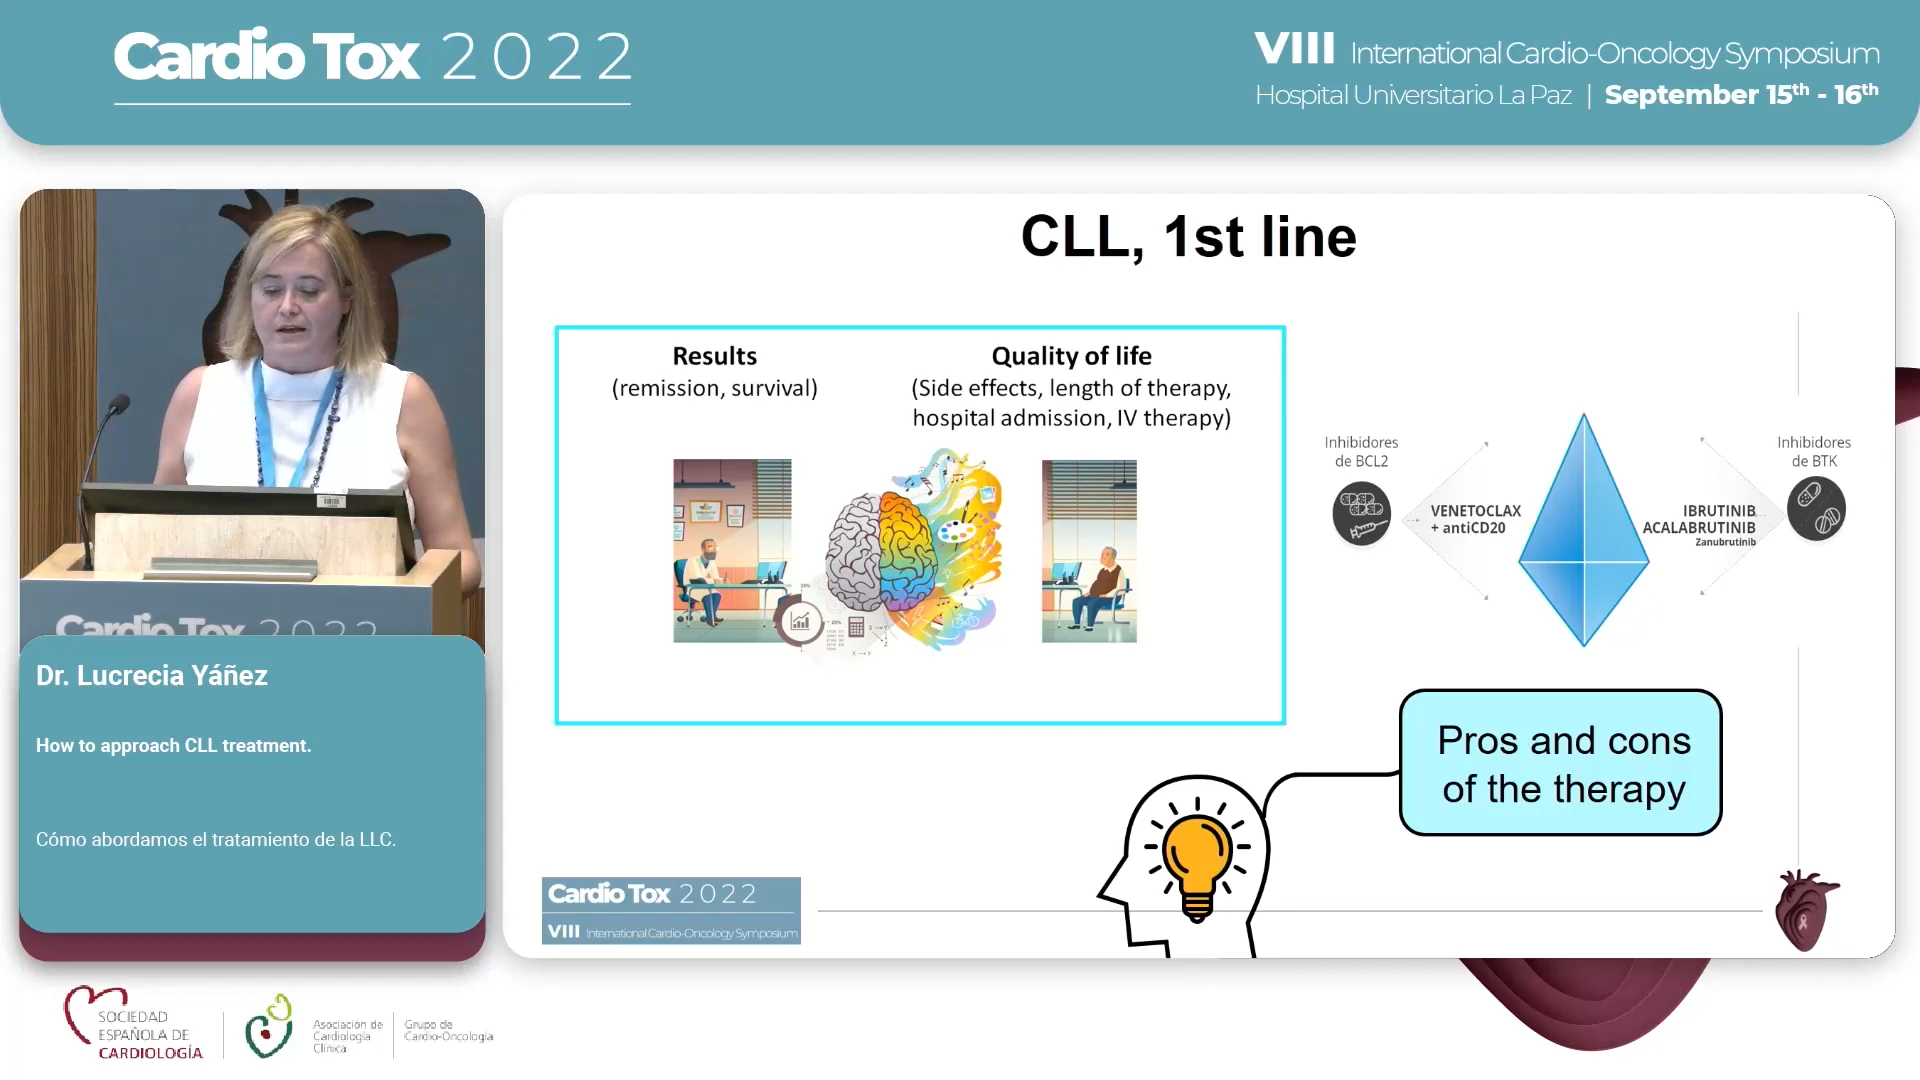 Cardio Tox 2022
VIII International Cardio-Oncology Symposium
Hospital Universitario La Paz | September 15th - 16th
Cardio Tox 2022
Dr. Lucrecia Yáñez
How to approach CLL treatment.
Cómo abordamos el tratamiento de la LLC.
CLL, 1st line
Results
(remission, survival)
Quality of life
(Side effects, length of therapy,
hospital admission, IV therapy)
Inhibidores
de BCL2
VENETOCLAX
+ antiCD20
Inhibidores
de BTK
IBRUTINIB
ACALABRUTINIB
Zanubrutinib
Pros and cons
of the therapy
Cardio Tox 2022
VIII International Cardio-Oncology Symposium
SOCIEDAD
ESPAÑOLA DE
CARDIOLOGÍA
Asociación de
Cardiología
Clínica
Grupo de
Cardio-Oncología